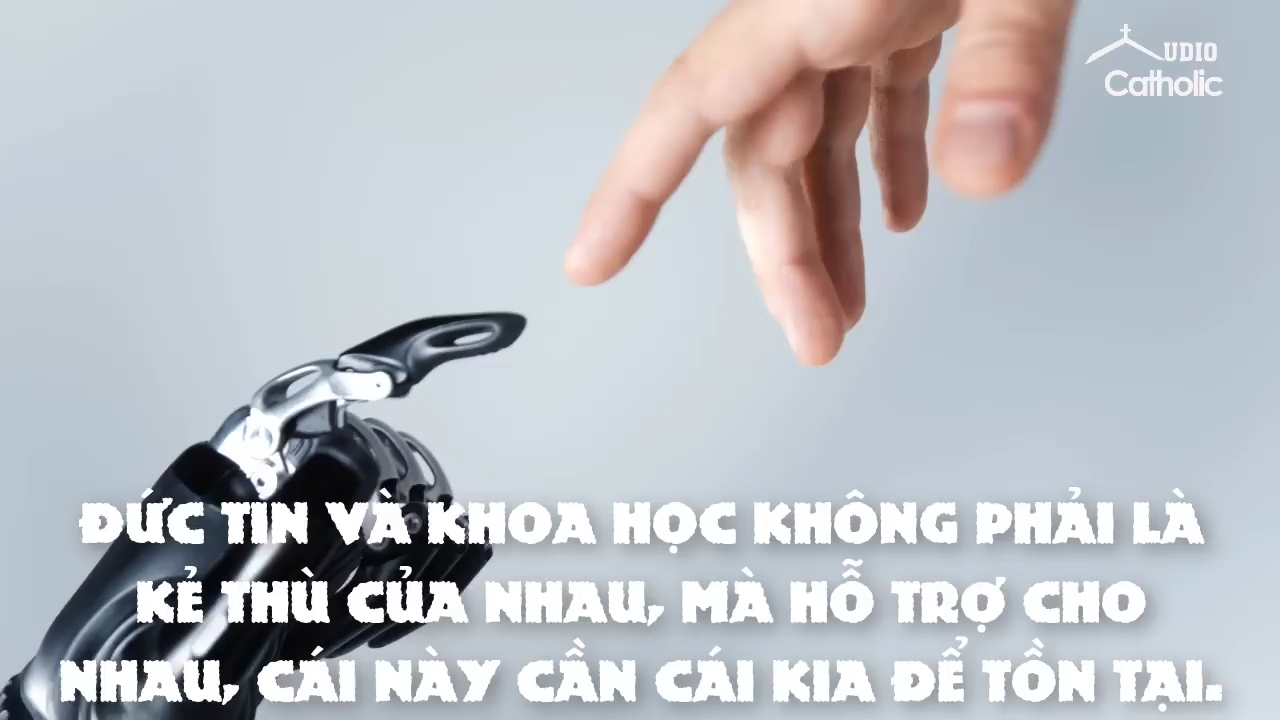 AUDIO
Catholic
ĐỨC TIN VÀ KHOA HỌC KHÔNG PHẢI LÀ
KẺ THÙ CỦA NHAU, MÀ HỖ TRỢ CHO
NHAU, CÁI NÀY CẦN CÁI KIA ĐỂ TỒN TẠI.